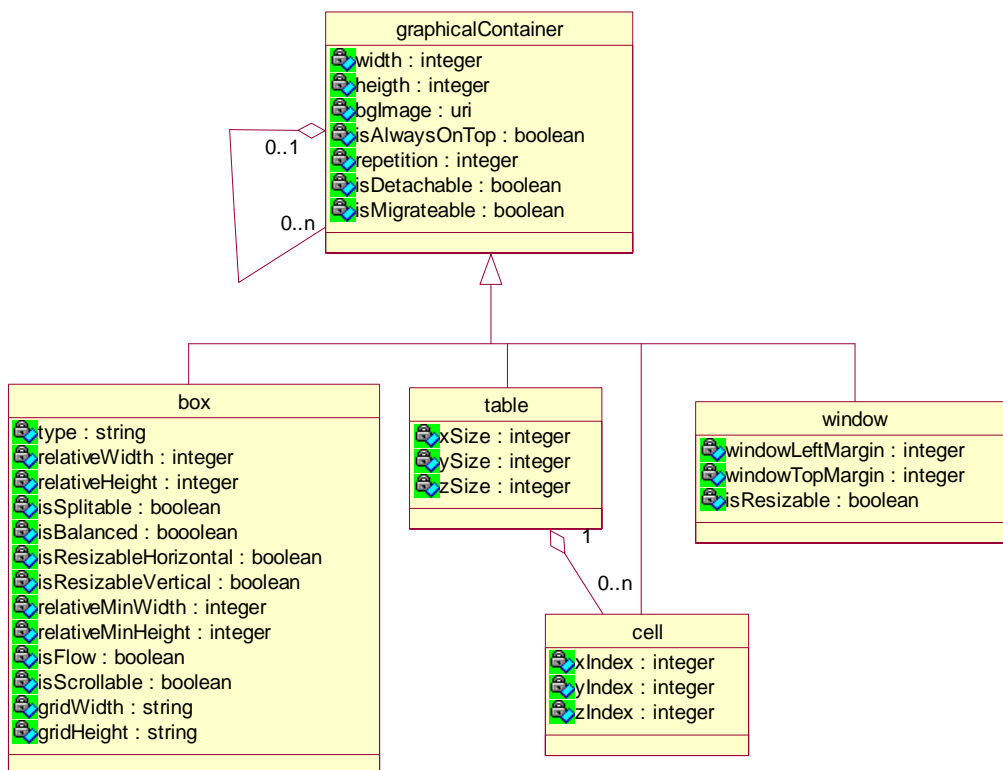 graphicalContainer
width : integer
heigth : integer
bgImage : uri
isAlwaysOnTop : boolean
repetition : integer
isDetachable : boolean
isMigrateable : boolean
0..1
0..n
box
type : string
relativeWidth : integer
relativeHeight : integer
isSplitable : boolean
isBalanced : booolean
isResizableHorizontal : boolean
isResizableVertical : boolean
relativeMinWidth : integer
relativeMinHeight : integer
isFlow : boolean
isScrollable : boolean
gridWidth : string
gridHeight : string
table
xSize : integer
ySize : integer
zSize : integer
1
0..n
cell
xIndex : integer
yIndex : integer
zIndex : integer
window
windowLeftMargin : integer
windowTopMargin : integer
isResizable : boolean